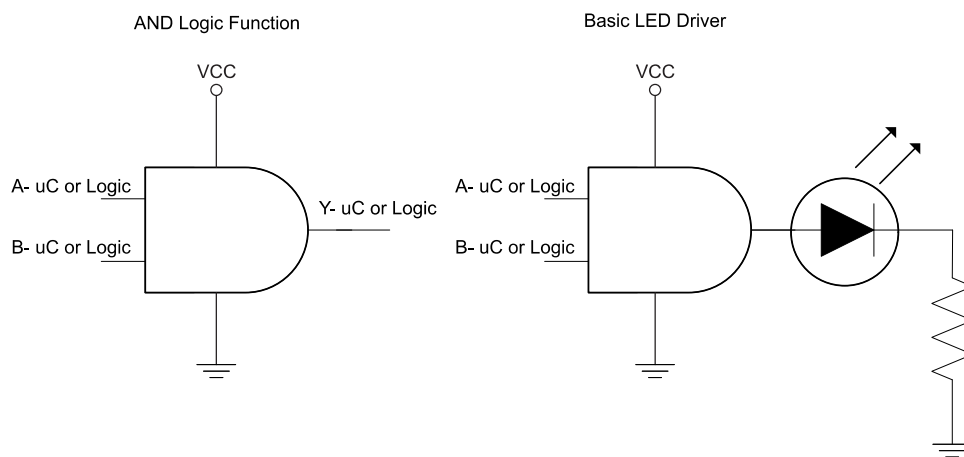 AND Logic Function
VCC
A- uC or Logic
B- uC or Logic
Y- uC or Logic
Basic LED Driver
VCC
A- uC or Logic
B- uC or Logic